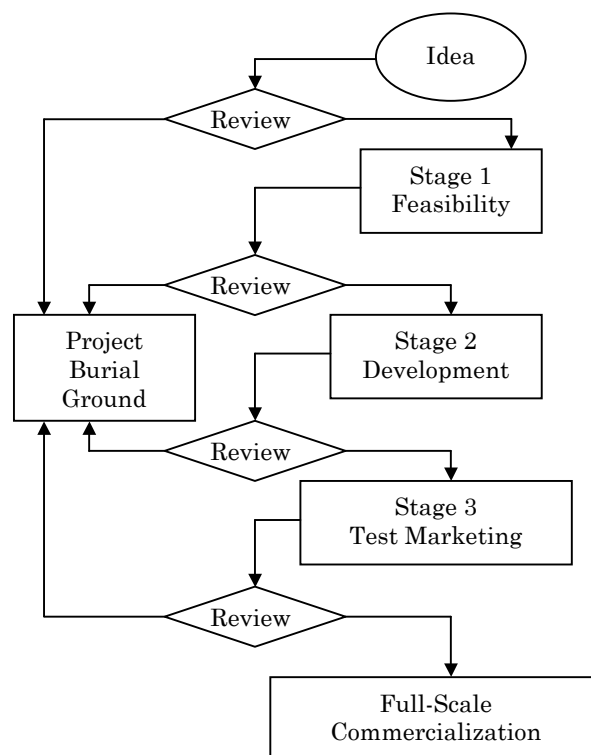 Idea
Review
Stage 1
Feasibility
Review
Project
Burial
Ground
Stage 2
Development
Review
Stage 3
Test Marketing
Review
Full-Scale
Commercialization